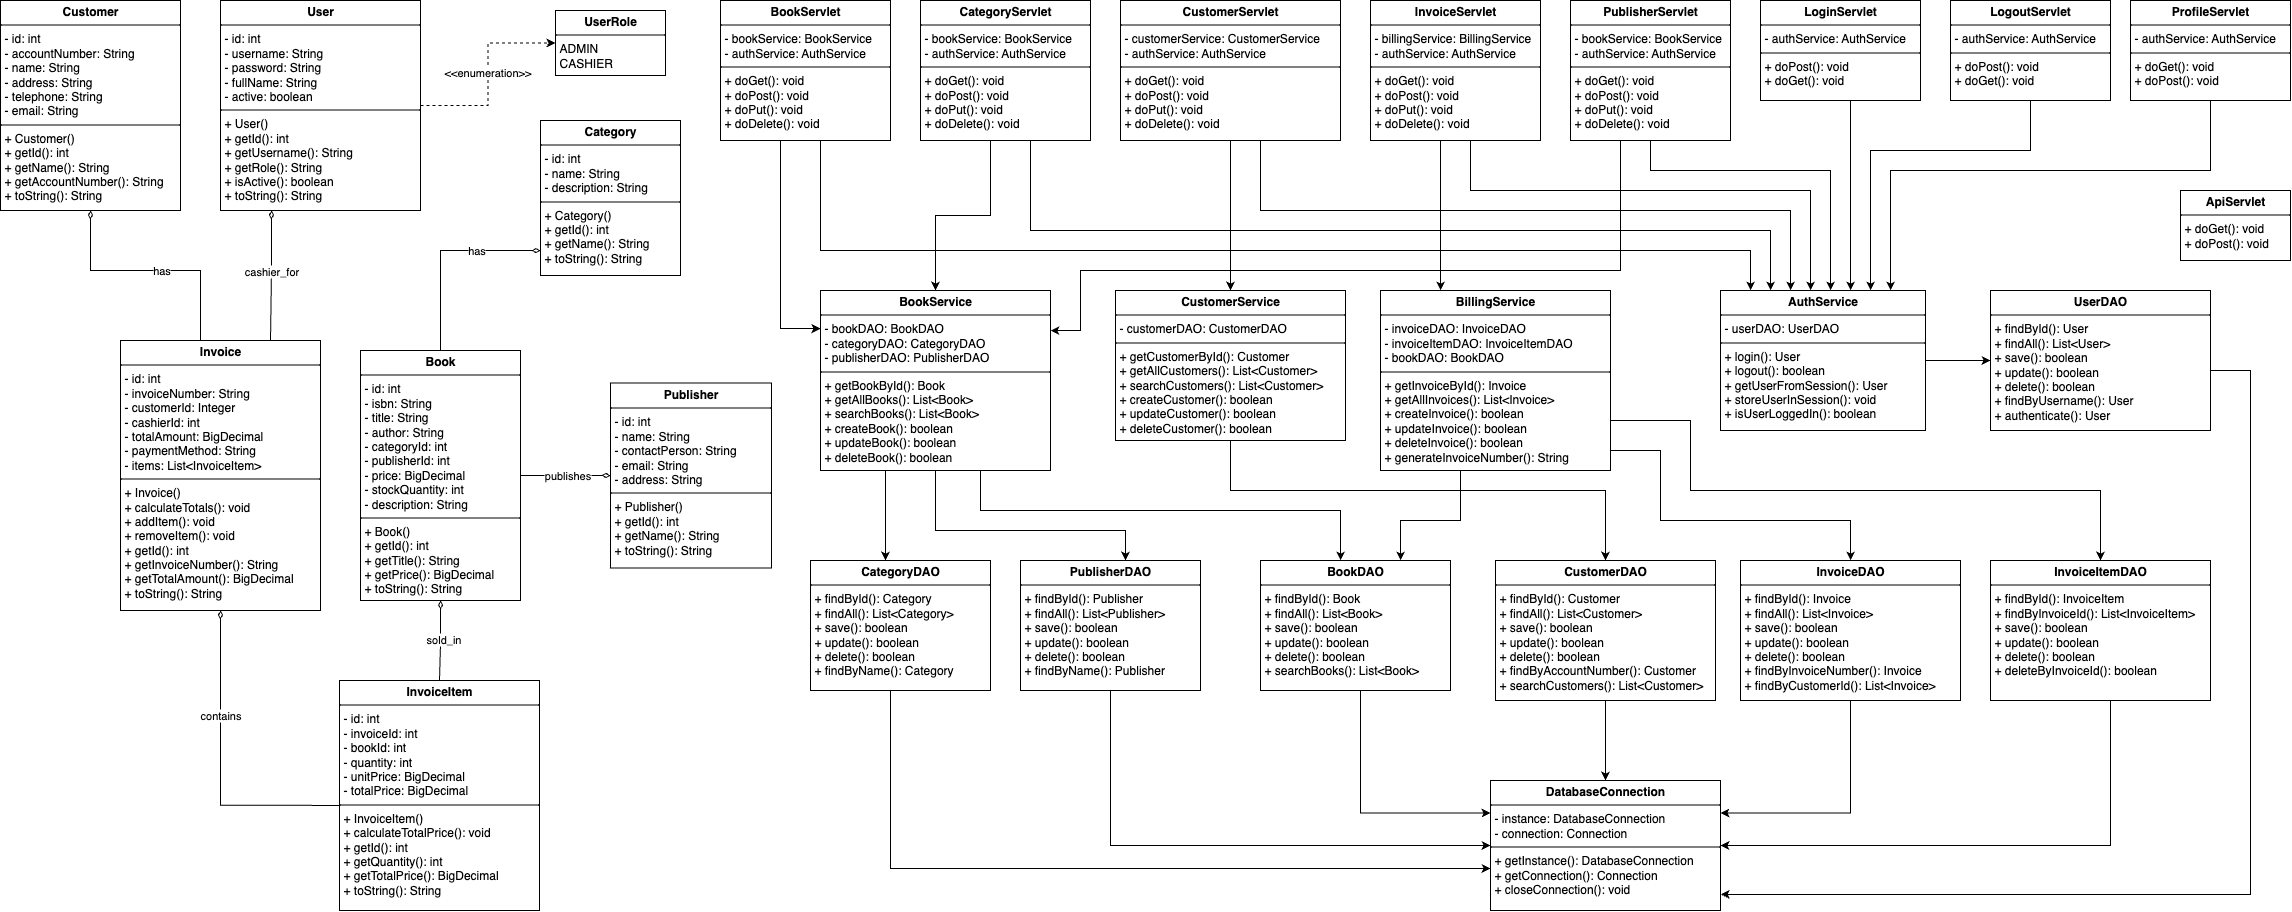 Customer
- id: int
- accountNumber: String
- name: String
- address: String
- telephone: String
- email: String
+ Customer()
+ getId(): int
+ getName(): String
+ getAccountNumber(): String
+ toString(): String
User
- id: int
- username: String
- password: String
- fullName: String
- active: boolean
+ User()
+ getId(): int
+ getUsername(): String
+ getRole(): String
+ isActive(): boolean
+ toString(): String
UserRole
ADMIN
CASHIER
<<enumeration>>
Category
- id: int
- name: String
- description: String
+ Category()
+ getId(): int
+ getName(): String
+ toString(): String
has
cashier_for
has
Invoice
- id: int
- invoiceNumber: String
- customerId: Integer
- cashierId: int
- totalAmount: BigDecimal
- paymentMethod: String
- items: List<InvoiceItem>
+ Invoice()
+ calculateTotals(): void
+ addItem(): void
+ removeItem(): void
+ getId(): int
+ getInvoiceNumber(): String
+ getTotalAmount(): BigDecimal
+ toString(): String
Book
- id: int
- isbn: String
- title: String
- author: String
- categoryId: int
- publisherId: int
- price: BigDecimal
- stockQuantity: int
- description: String
+ Book()
+ getId(): int
+ getTitle(): String
+ getPrice(): BigDecimal
+ toString(): String
publishes
Publisher
- id: int
- name: String
- contactPerson: String
- email: String
- address: String
+ Publisher()
+ getId(): int
+ getName(): String
+ toString(): String
sold_in
contains
InvoiceItem
- id: int
- invoiceId: int
- bookId: int
- quantity: int
- unitPrice: BigDecimal
- totalPrice: BigDecimal
+ InvoiceItem()
+ calculateTotalPrice(): void
+ getId(): int
+ getQuantity(): int
+ getTotalPrice(): BigDecimal
+ toString(): String
BookServlet
- bookService: BookService
- authService: AuthService
+ doGet(): void
+ doPost(): void
+ doPut(): void
+ doDelete(): void
CategoryServlet
- bookService: BookService
- authService: AuthService
+ doGet(): void
+ doPost(): void
+ doPut(): void
+ doDelete(): void
CustomerServlet
- customerService: CustomerService
- authService: AuthService
+ doGet(): void
+ doPost(): void
+ doPut(): void
+ doDelete(): void
InvoiceServlet
- billingService: BillingService
- authService: AuthService
+ doGet(): void
+ doPost(): void
+ doPut(): void
+ doDelete(): void
PublisherServlet
- bookService: BookService
- authService: AuthService
+ doGet(): void
+ doPost(): void
+ doPut(): void
+ doDelete(): void
LoginServlet
- authService: AuthService
+ doPost(): void
+ doGet(): void
LogoutServlet
- authService: AuthService
+ doPost(): void
+ doGet(): void
ProfileServlet
- authService: AuthService
+ doGet(): void
+ doPost(): void
ApiServlet
+ doGet(): void
+ doPost(): void
BookService
- bookDAO: BookDAO
- categoryDAO: CategoryDAO
- publisherDAO: PublisherDAO
+ getBookById(): Book
+ getAllBooks(): List<Book>
+ searchBooks(): List<Book>
+ createBook(): boolean
+ updateBook(): boolean
+ deleteBook(): boolean
CustomerService
- customerDAO: CustomerDAO
+ getCustomerById(): Customer
+ getAllCustomers(): List<Customer>
+ searchCustomers(): List<Customer>
+ createCustomer(): boolean
+ updateCustomer(): boolean
+ deleteCustomer(): boolean
BillingService
- invoiceDAO: InvoiceDAO
- invoiceItemDAO: InvoiceItemDAO
- bookDAO: BookDAO
+ getInvoiceById(): Invoice
+ getAllInvoices(): List<Invoice>
+ createInvoice(): boolean
+ updateInvoice(): boolean
+ deleteInvoice(): boolean
+ generateInvoiceNumber(): String
AuthService
- userDAO: UserDAO
+ login(): User
+ logout(): boolean
+ getUserFromSession(): User
+ storeUserInSession(): void
+ isUserLoggedIn(): boolean
UserDAO
+ findById(): User
+ findAll(): List<User>
+ save(): boolean
+ update(): boolean
+ delete(): boolean
+ findByUsername(): User
+ authenticate(): User
CategoryDAO
+ findById(): Category
+ findAll(): List<Category>
+ save(): boolean
+ update(): boolean
+ delete(): boolean
+ findByName(): Category
PublisherDAO
+ findById(): Publisher
+ findAll(): List<Publisher>
+ save(): boolean
+ update(): boolean
+ delete(): boolean
+ findByName(): Publisher
BookDAO
+ findById(): Book
+ findAll(): List<Book>
+ save(): boolean
+ update(): boolean
+ delete(): boolean
+ searchBooks(): List<Book>
CustomerDAO
+ findById(): Customer
+ findAll(): List<Customer>
+ save(): boolean
+ update(): boolean
+ delete(): boolean
+ findByAccountNumber(): Customer
+ searchCustomers(): List<Customer>
InvoiceDAO
+ findById(): Invoice
+ findAll(): List<Invoice>
+ save(): boolean
+ update(): boolean
+ delete(): boolean
+ findByInvoiceNumber(): Invoice
+ findByCustomerId(): List<Invoice>
InvoiceItemDAO
+ findById(): InvoiceItem
+ findByInvoiceId(): List<InvoiceItem>
+ save(): boolean
+ update(): boolean
+ delete(): boolean
+ deleteByInvoiceId(): boolean
DatabaseConnection
- instance: DatabaseConnection
- connection: Connection
+ getInstance(): DatabaseConnection
+ getConnection(): Connection
+ closeConnection(): void